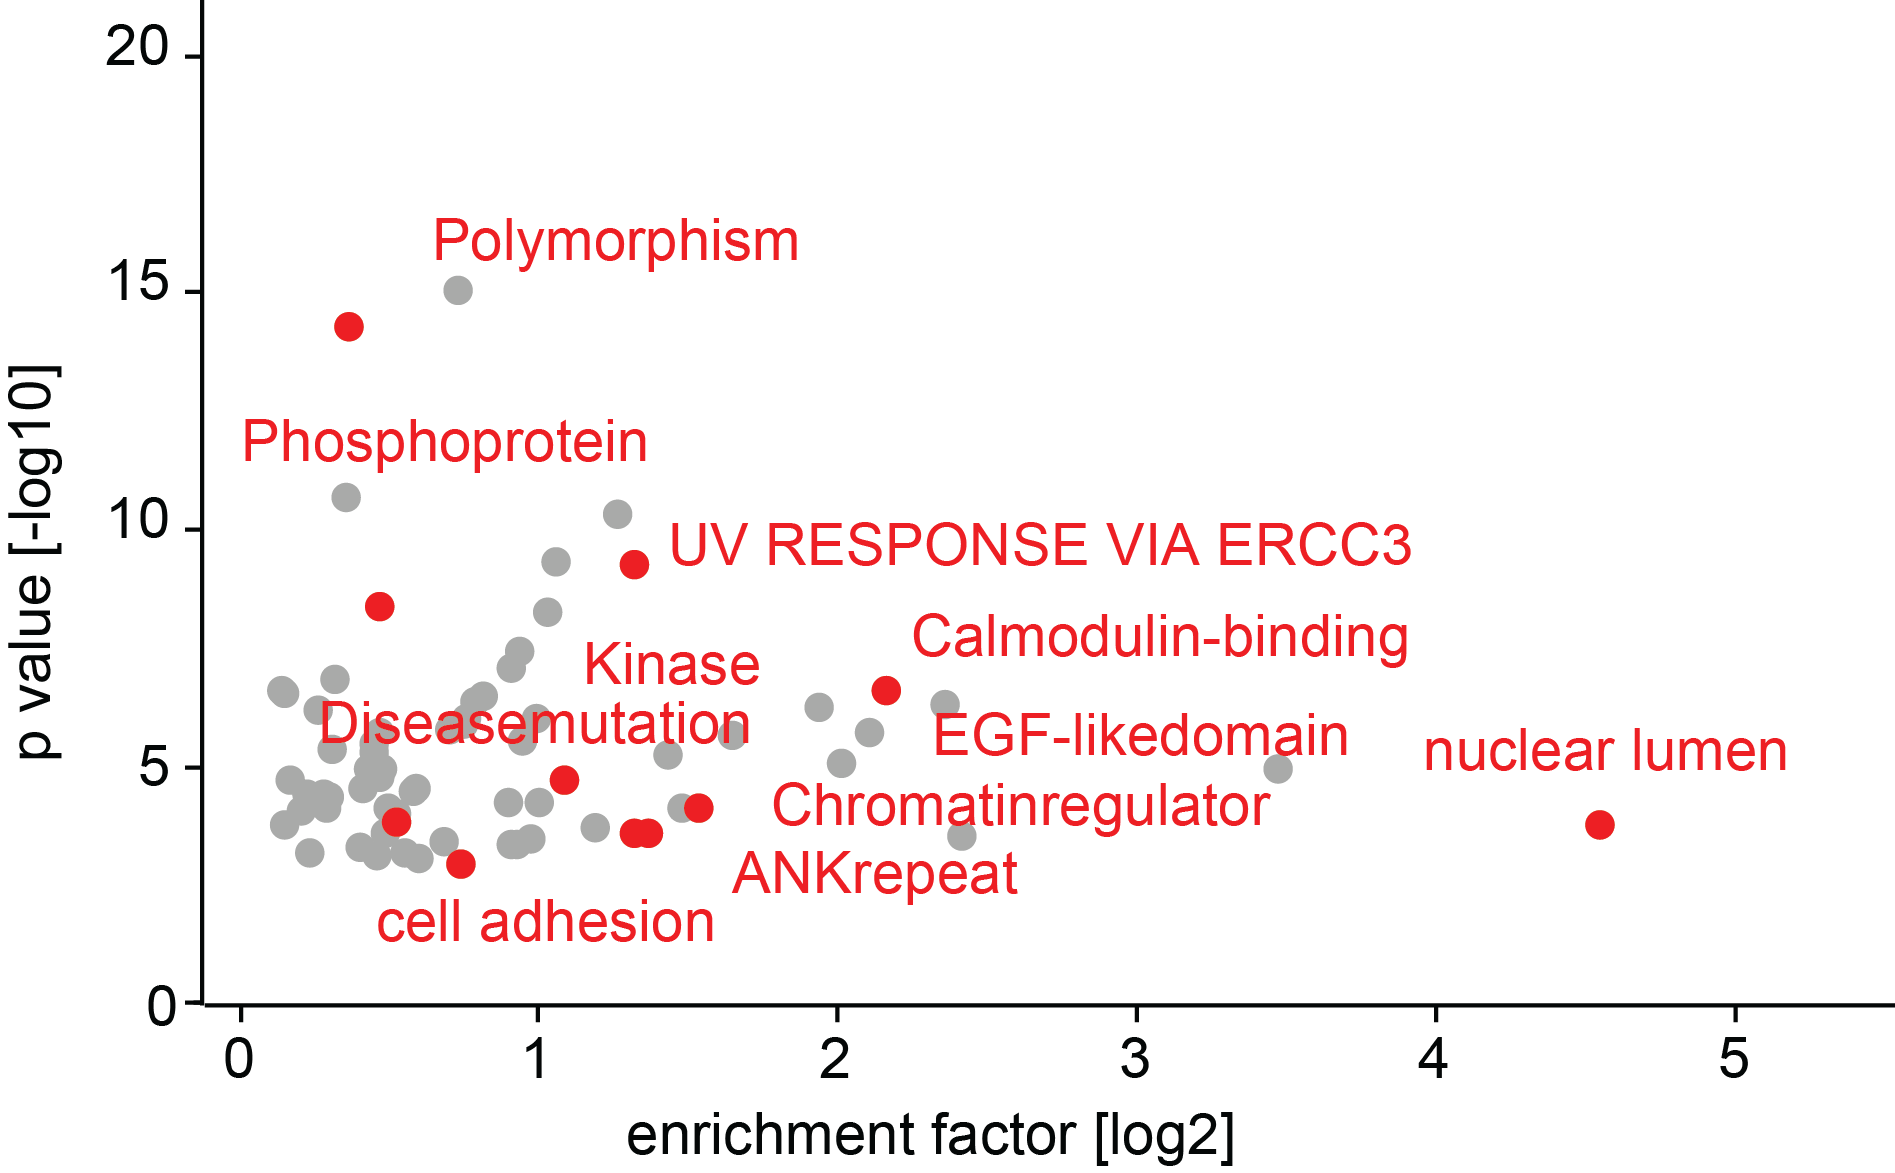 20
Polymorphism
15
Phosphoprotein
10
UV RESPONSE VIA ERCC3
Calmodulin-binding
Kinase
Diseasemutation
EGF-likedomain
nuclear lumen
5
Chromatinregulator
ANKrepeat
cell adhesion
0
p value [-log10]
0 1 2 3 4 5
enrichment factor [log2]